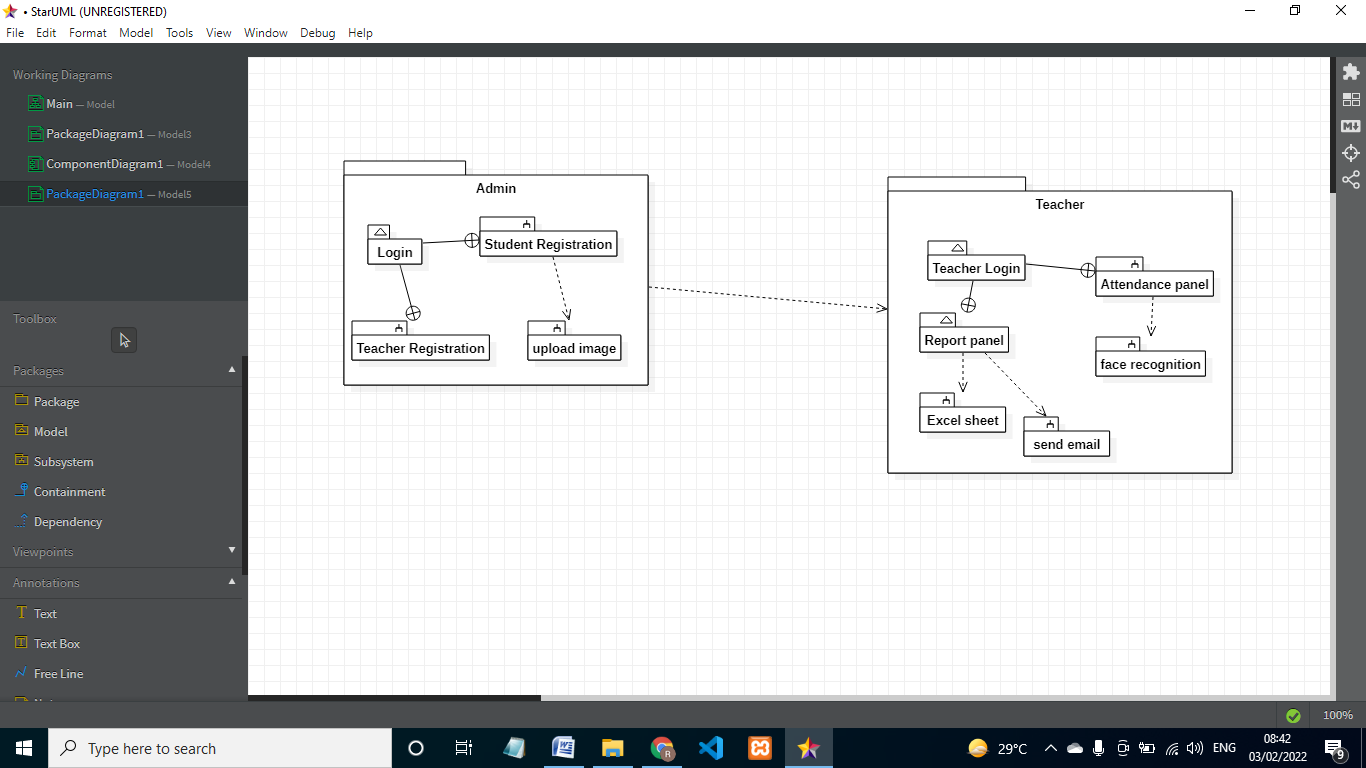 • StarUML (UNREGISTERED)
File Edit Format Model Tools View Window Debug Help
Working Diagrams
Main — Model
PackageDiagram1 — Model3
ComponentDiagram1 — Model4
PackageDiagram1 — Model5
Toolbox
Packages
Package
Model
Subsystem
Containment
Dependency
Viewpoints
Annotations
Text
Text Box
Free Line
Admin
Login
Student Registration
Teacher Registration
upload image
Teacher
Teacher Login
Attendance panel
Report panel
face recognition
Excel sheet
send email
M
100%
Type here to search
W
R
29°C
ENG
08:42
03/02/2022
9